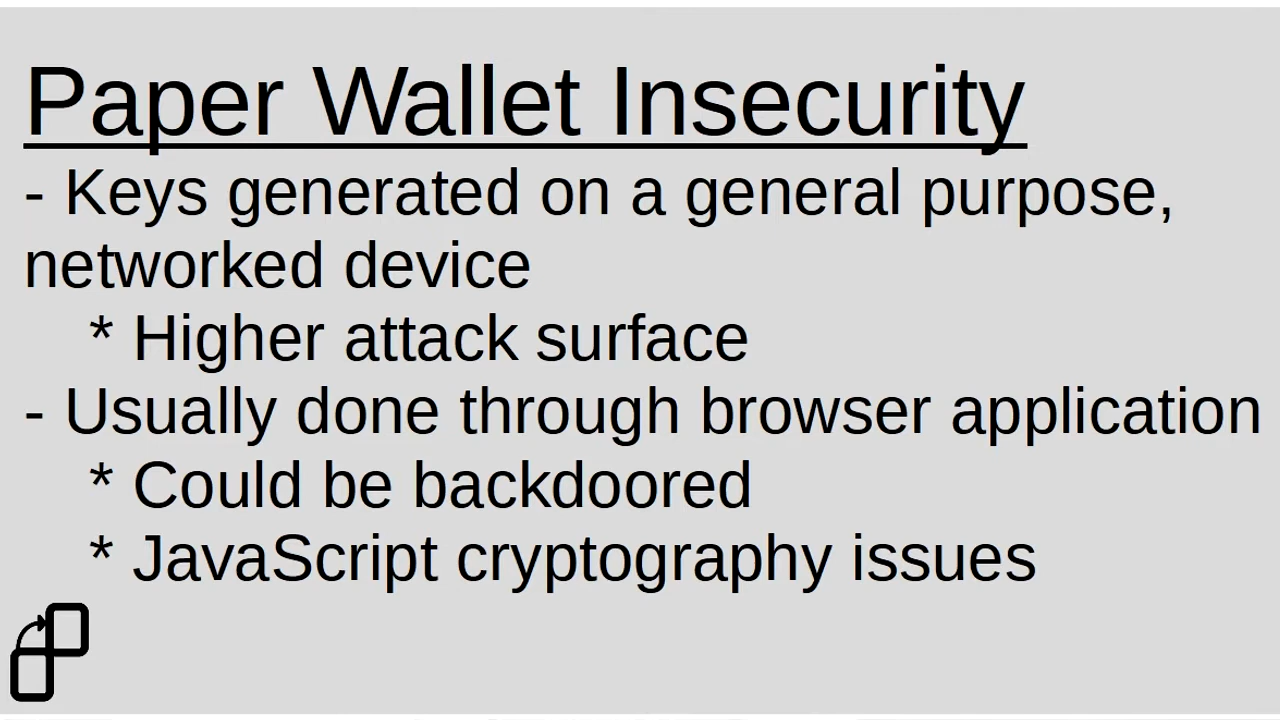 Paper Wallet Insecurity
- Keys generated on a general purpose,
networked device
* Higher attack surface
- Usually done through browser application
* Could be backdoored
* JavaScript cryptography issues